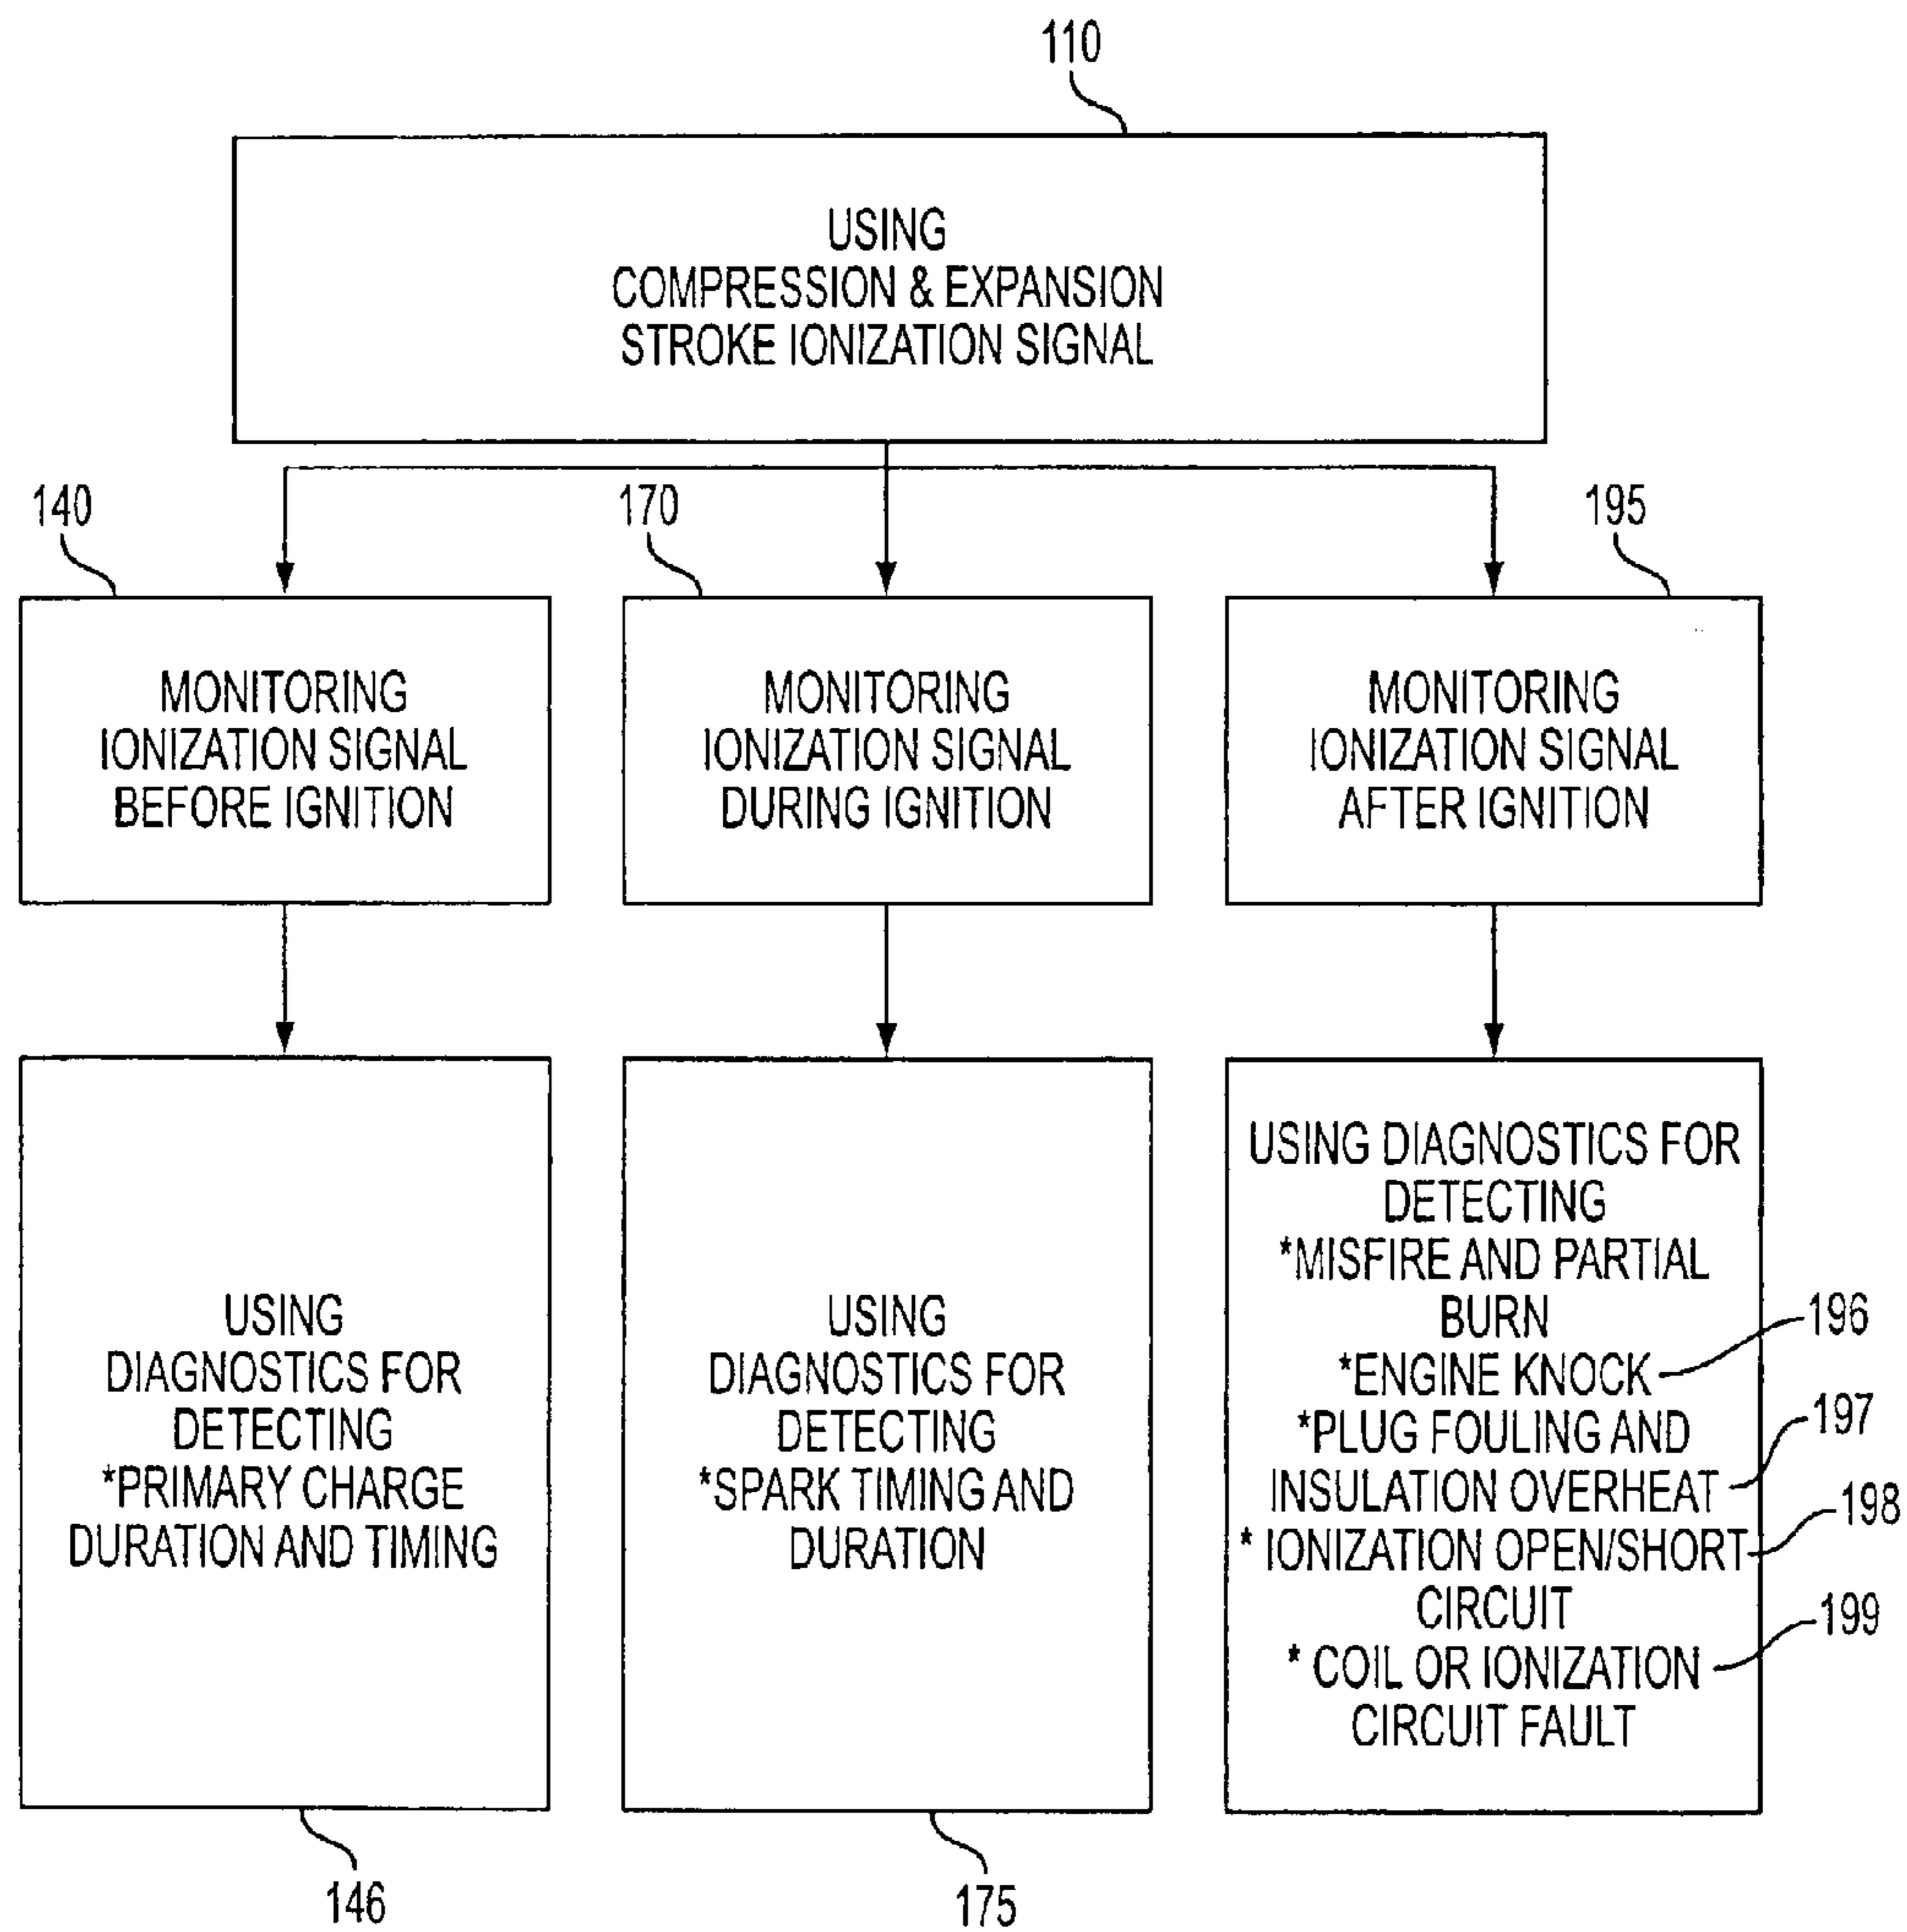 110
USING
COMPRESSION & EXPANSION
STROKE IONIZATION SIGNAL
140
MONITORING
IONIZATION SIGNAL
BEFORE IGNITION
170
MONITORING
IONIZATION SIGNAL
DURING IGNITION
195
MONITORING
IONIZATION SIGNAL
AFTER IGNITION
USING
DIAGNOSTICS FOR
DETECTING
*PRIMARY CHARGE
DURATION AND TIMING
146
USING
DIAGNOSTICS FOR
DETECTING
*SPARK TIMING AND
DURATION
175
USING DIAGNOSTICS FOR
DETECTING
*MISFIRE AND PARTIAL
BURN
*ENGINE KNOCK
196
*PLUG FOULING AND
INSULATION OVERHEAT
197
* IONIZATION OPEN/SHORT
CIRCUIT
198
* COIL OR IONIZATION
CIRCUIT FAULT
199